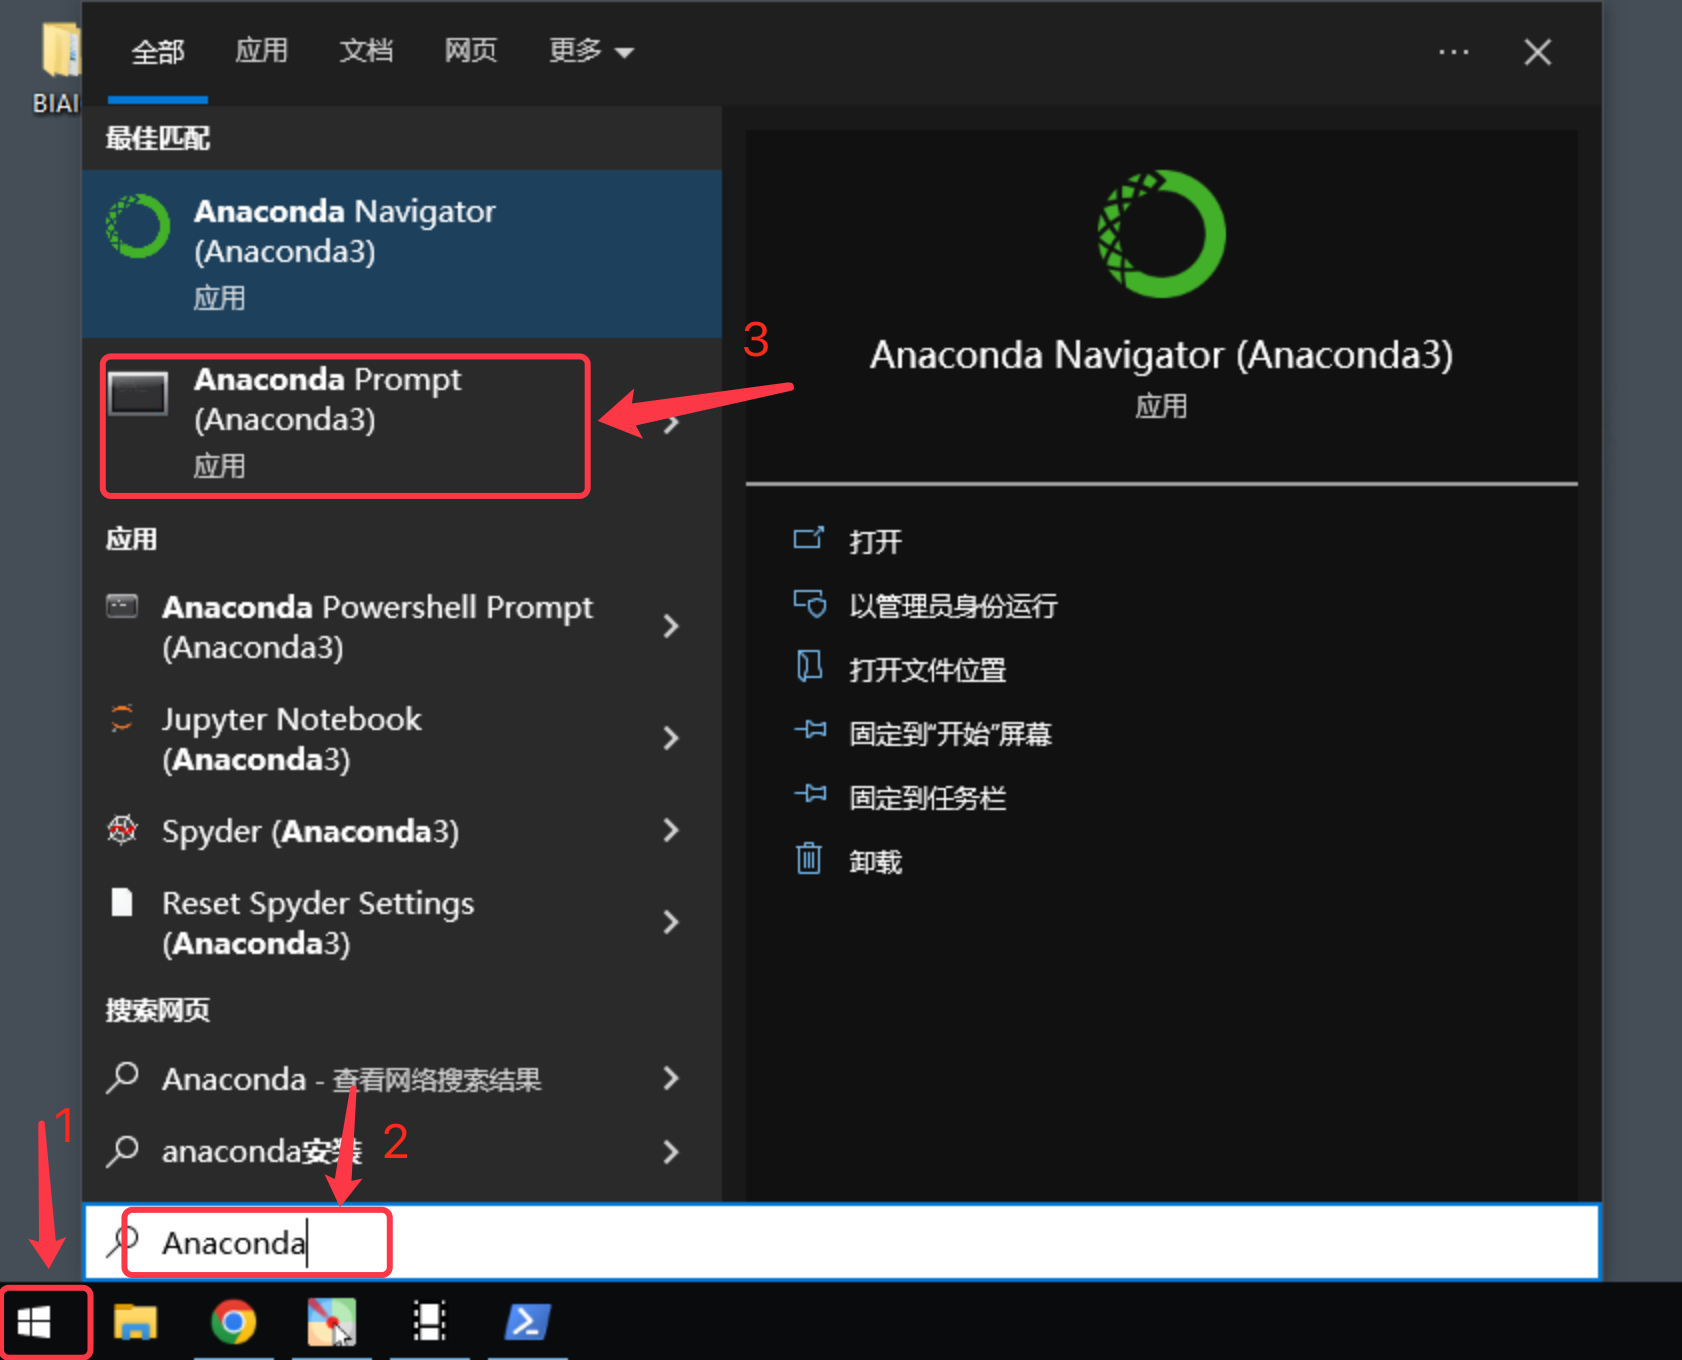 BIAI
全部 应用 文档 网页 更多
最佳匹配
Anaconda Navigator
(Anaconda3)
应用
Anaconda Prompt
(Anaconda3)
应用
应用
Anaconda Powershell Prompt
(Anaconda3)
Jupyter Notebook
(Anaconda3)
Spyder (Anaconda3)
Reset Spyder Settings
(Anaconda3)
搜索网页
Anaconda - 查看网络搜索结果
anaconda安装
Anaconda
1
2
3
Anaconda Navigator (Anaconda3)
应用
打开
以管理员身份运行
打开文件位置
固定到“开始”屏幕
固定到任务栏
卸载